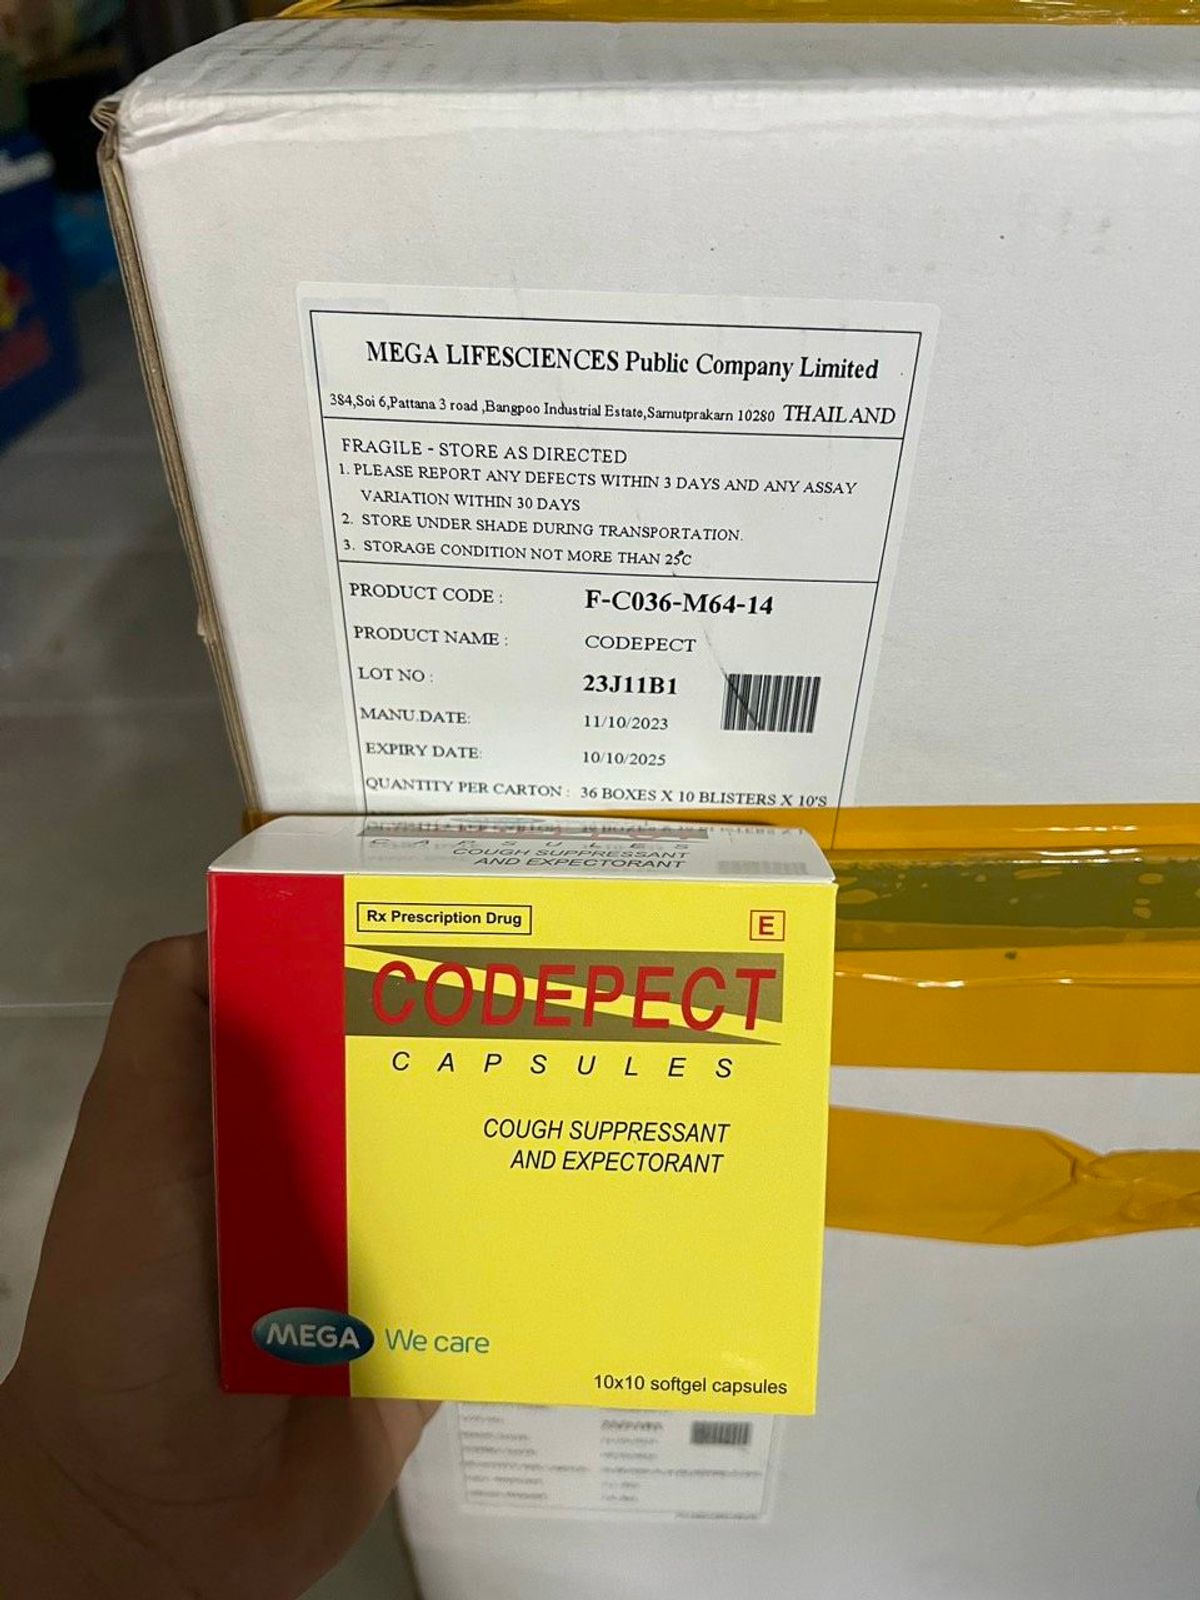 MEGA LIFESCIENCES Public Company Limited
384,Soi 6,Pattana 3 road ,Bangpoo Industrial Estate,Samutprakarn 10280 THAILAND
FRAGILE - STORE AS DIRECTED
1. PLEASE REPORT ANY DEFECTS WITHIN 3 DAYS AND ANY ASSAY
VARIATION WITHIN 30 DAYS
2. STORE UNDER SHADE DURING TRANSPORTATION.
3. STORAGE CONDITION NOT MORE THAN 25°C
PRODUCT CODE : F-C036-M64-14
PRODUCT NAME : CODEPECT
LOT NO : 23J11B1
MANU.DATE: 11/10/2023
EXPIRY DATE: 10/10/2025
QUANTITY PER CARTON : 36 BOXES X 10 BLISTERS X 10'S
CAPSULES
COUGH SUPPRESSANT
AND EXPECTORANT
Rx Prescription Drug
E
CODEPECT
CAPSULES
COUGH SUPPRESSANT
AND EXPECTORANT
MEGA We care
10x10 softgel capsules